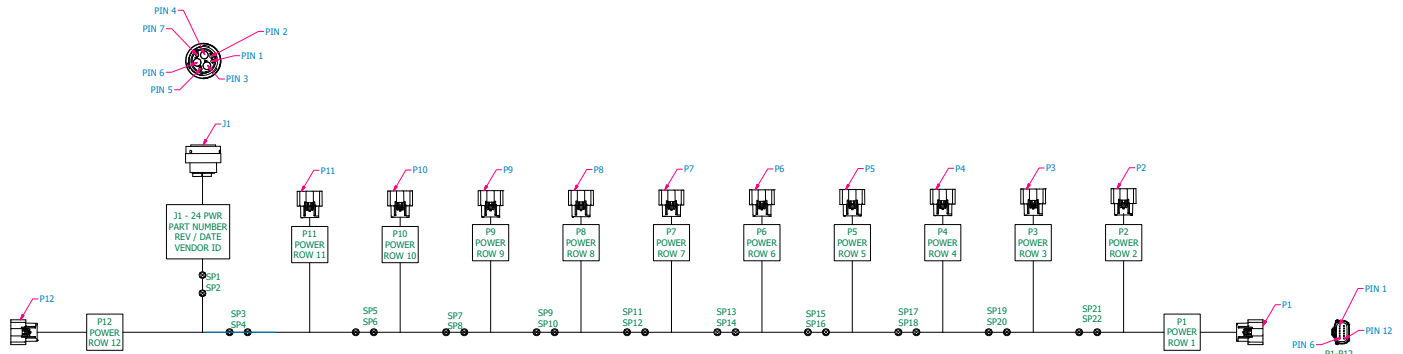 PIN 4
PIN 7
PIN 2
PIN 1
PIN 6
PIN 3
PIN 5
J1
P11
P10
P9
P8
P7
P6
P5
P4
P3
P2
J1 - 24 PWR
PART NUMBER
REV / DATE
VENDOR ID
P11
POWER
ROW 11
P10
POWER
ROW 10
P9
POWER
ROW 9
P8
POWER
ROW 8
P7
POWER
ROW 7
P6
POWER
ROW 6
P5
POWER
ROW 5
P4
POWER
ROW 4
P3
POWER
ROW 3
P2
POWER
ROW 2
SP1
SP2
P12
P12
POWER
ROW 12
SP3
SP4
SP5
SP6
SP7
SP8
SP9
SP10
SP11
SP12
SP13
SP14
SP15
SP16
SP17
SP18
SP19
SP20
SP21
SP22
P1
POWER
ROW 1
P1
PIN 1
PIN 12
PIN 6
P1-P12